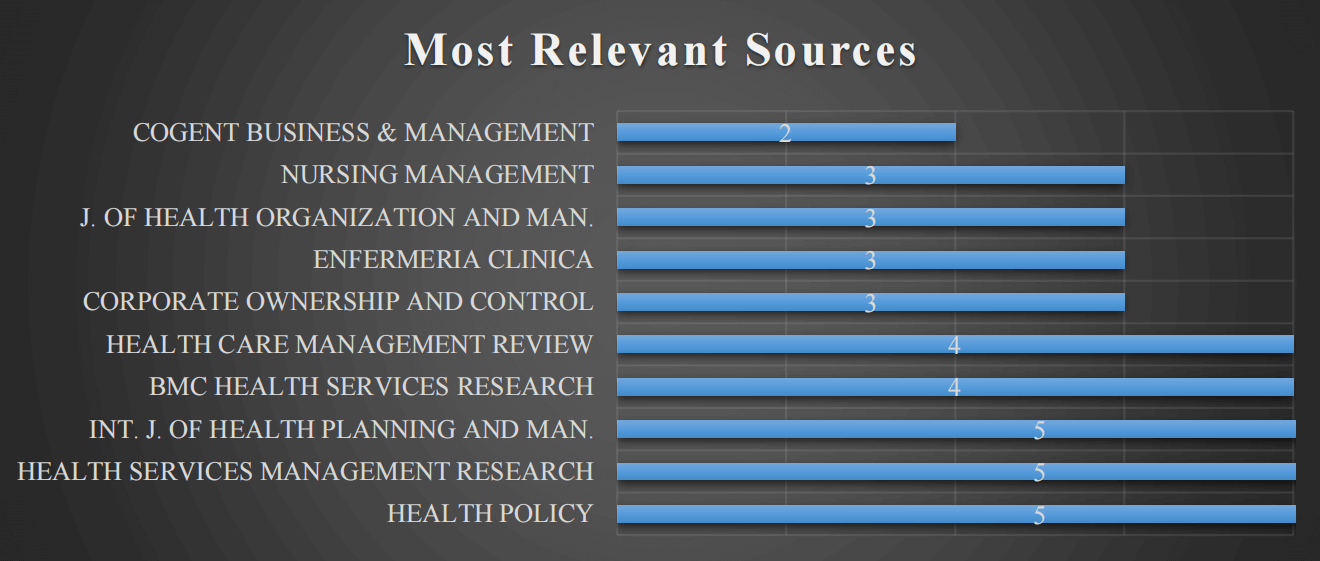 Most Relevant Sources
COGENT BUSINESS & MANAGEMENT 2
NURSING MANAGEMENT 3
J. OF HEALTH ORGANIZATION AND MAN. 3
ENFERMERIA CLINICA 3
CORPORATE OWNERSHIP AND CONTROL 3
HEALTH CARE MANAGEMENT REVIEW 4
BMC HEALTH SERVICES RESEARCH 4
INT. J. OF HEALTH PLANNING AND MAN. 5
HEALTH SERVICES MANAGEMENT RESEARCH 5
HEALTH POLICY 5